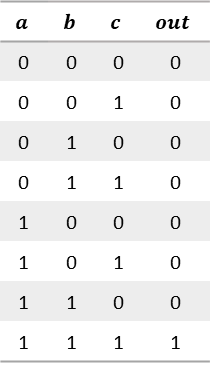 a b c out
0 0 0 0
0 0 1 0
0 1 0 0
0 1 1 0
1 0 0 0
1 0 1 0
1 1 0 0
1 1 1 1